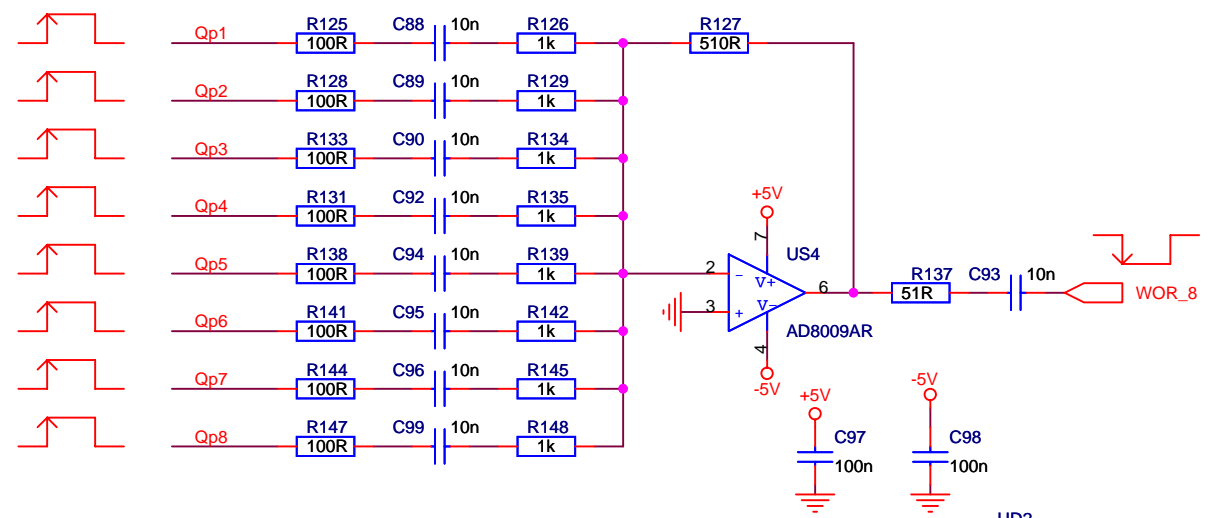 Qp1 R125 100R C88 10n R126 1k R127 510R
Qp2 R128 100R C89 10n R129 1k
Qp3 R133 100R C90 10n R134 1k
Qp4 R131 100R C92 10n R135 1k
+5V
7
US4
Qp5 R138 100R C94 10n R139 1k
2 - V+
6
R137 51R C93 10n WOR_8
3 + V-
AD8009AR
4
-5V
Qp6 R141 100R C95 10n R142 1k
Qp7 R144 100R C96 10n R145 1k
Qp8 R147 100R C99 10n R148 1k
+5V
C97
100n
-5V
C98
100n